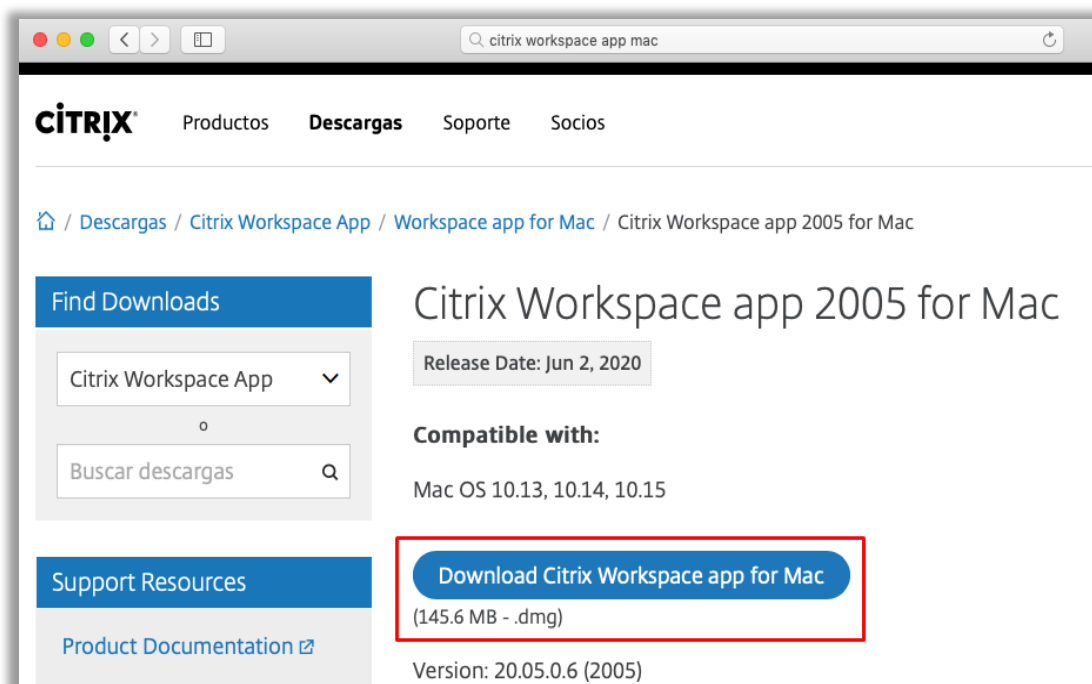 citrix workspace app mac
CİTRIX Productos Descargas Soporte Socios
/ Descargas / Citrix Workspace App / Workspace app for Mac / Citrix Workspace app 2005 for Mac
Find Downloads
Citrix Workspace App
o
Buscar descargas
Support Resources
Product Documentation
Citrix Workspace app 2005 for Mac
Release Date: Jun 2, 2020
Compatible with:
Mac OS 10.13, 10.14, 10.15
Download Citrix Workspace app for Mac
(145.6 MB - .dmg)
Version: 20.05.0.6 (2005)